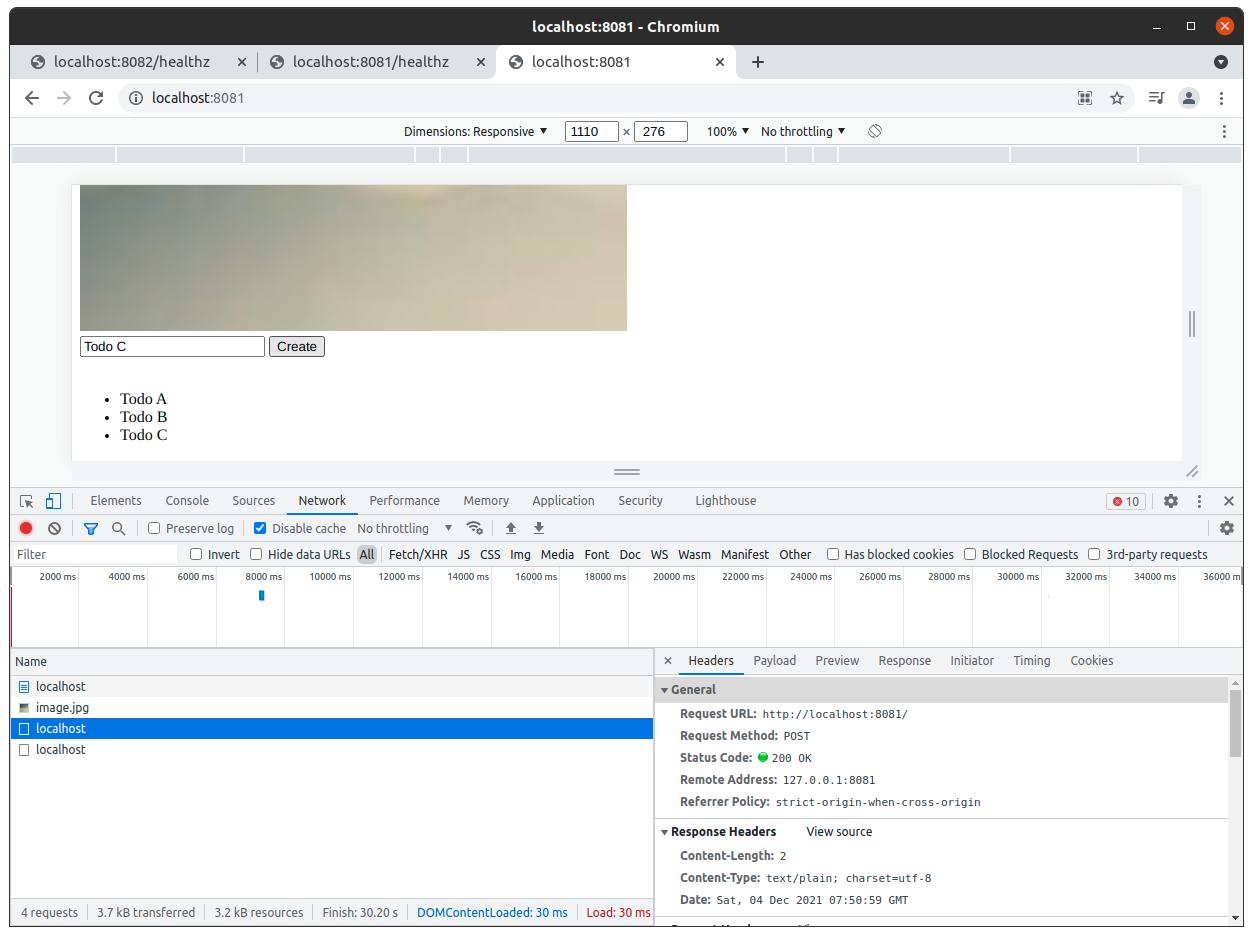 localhost:8081 - Chromium
localhost:8082/healthz localhost:8081/healthz localhost:8081
localhost:8081
Dimensions: Responsive 1110 × 276 100% No throttling
Todo C Create
Todo A
Todo B
Todo C
Elements Console Sources Network Performance Memory Application Security Lighthouse 10
Preserve log Disable cache No throttling
Filter Invert Hide data URLs All Fetch/XHR JS CSS Img Media Font Doc WS Wasm Manifest Other Has blocked cookies Blocked Requests 3rd-party requests
2000 ms 4000 ms 6000 ms 8000 ms 10000 ms 12000 ms 14000 ms 16000 ms 18000 ms 20000 ms 22000 ms 24000 ms 26000 ms 28000 ms 30000 ms 32000 ms 34000 ms 36000 m
Name
localhost
image.jpg
localhost
localhost
4 requests 3.7 kB transferred 3.2 kB resources Finish: 30.20 s DOMContentLoaded: 30 ms Load: 30 ms
Headers Payload Preview Response Initiator Timing Cookies
General
Request URL: http://localhost:8081/
Request Method: POST
Status Code: 200 OK
Remote Address: 127.0.0.1:8081
Referrer Policy: strict-origin-when-cross-origin
Response Headers View source
Content-Length: 2
Content-Type: text/plain; charset=utf-8
Date: Sat, 04 Dec 2021 07:50:59 GMT